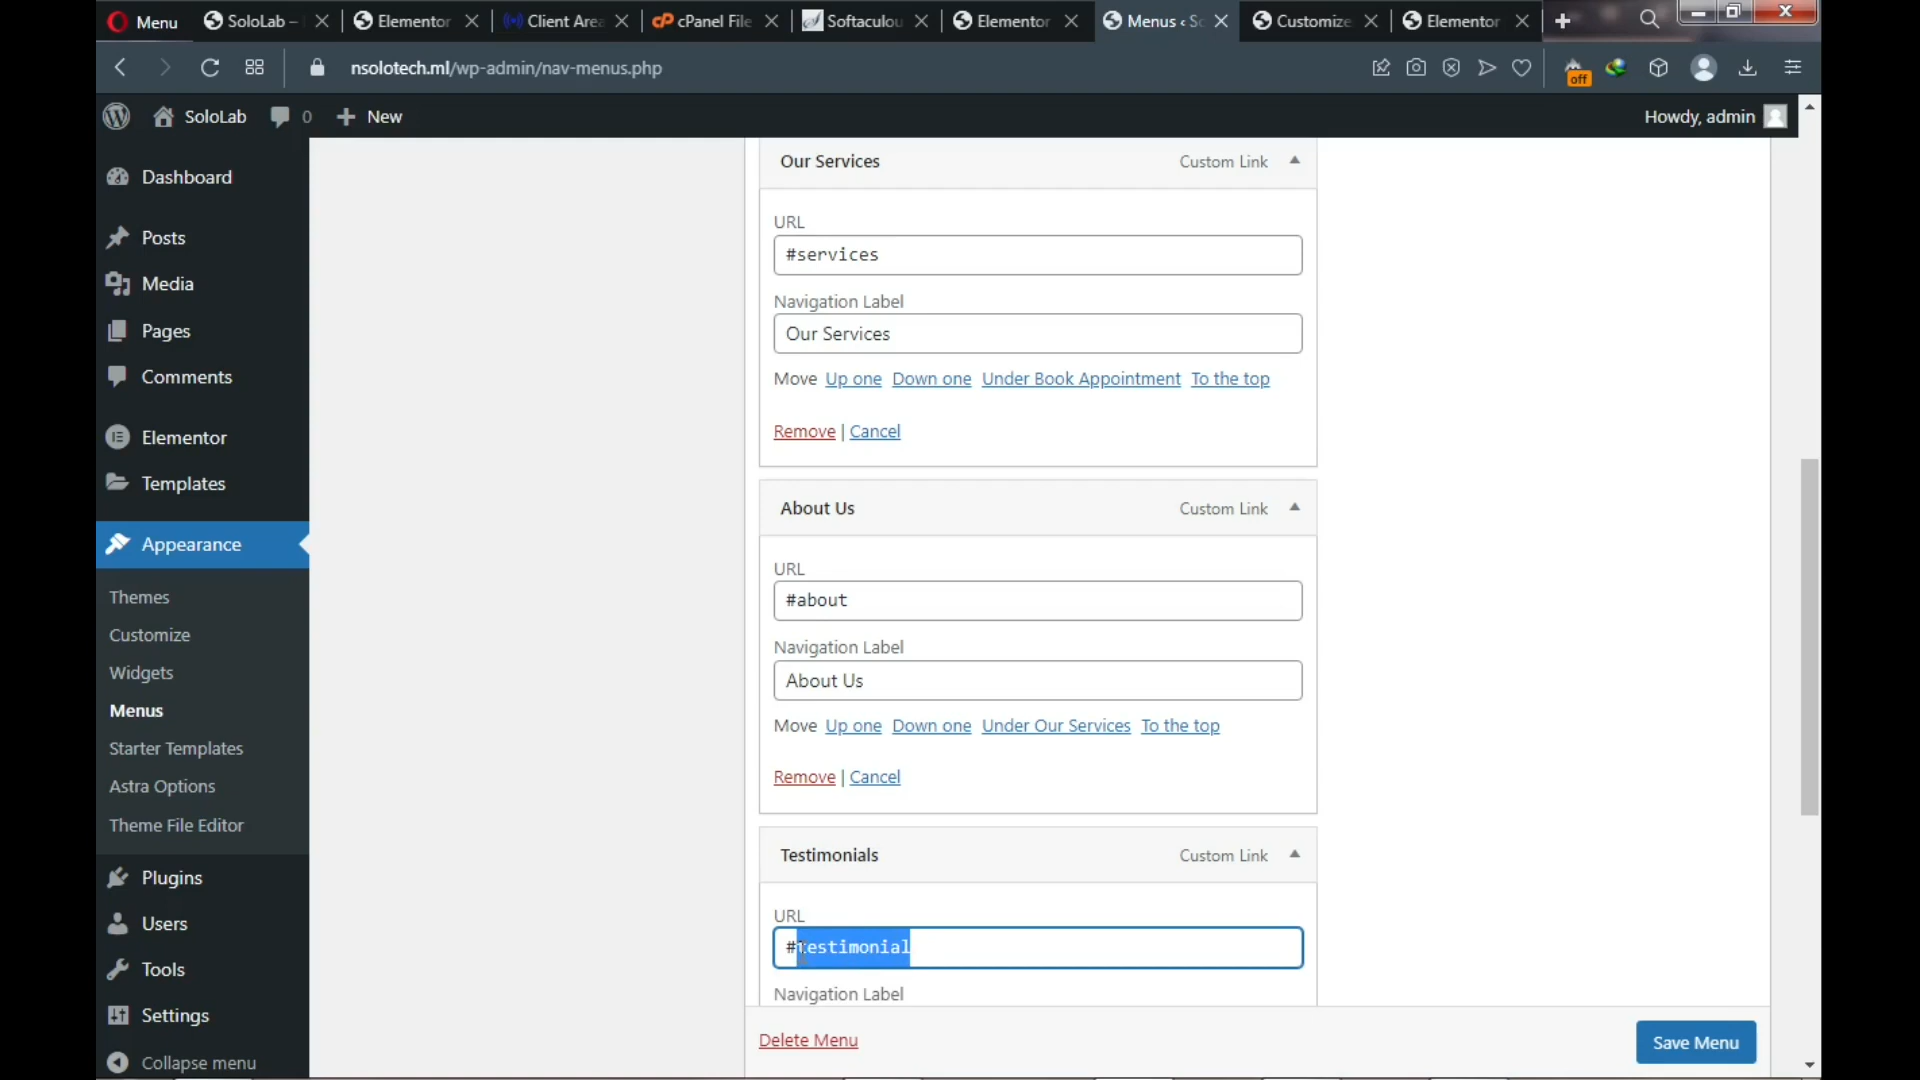 Menu
SoloLab –
Elementor
Client Area
cPanel File
Softaculou
Elementor
Menus ‹ So
Customize
Elementor
nsolotech.ml/wp-admin/nav-menus.php
off
SoloLab
0
New
Howdy, admin
Dashboard
Posts
Media
Pages
Comments
Elementor
Templates
Appearance
Themes
Customize
Widgets
Menus
Starter Templates
Astra Options
Theme File Editor
Plugins
Users
Tools
Settings
Collapse menu
Our Services Custom Link
URL
#services
Navigation Label
Our Services
Move Up one Down one Under Book Appointment To the top
Remove | Cancel
About Us Custom Link
URL
#about
Navigation Label
About Us
Move Up one Down one Under Our Services To the top
Remove | Cancel
Testimonials Custom Link
URL
#testimonial
Navigation Label
Delete Menu
Save Menu